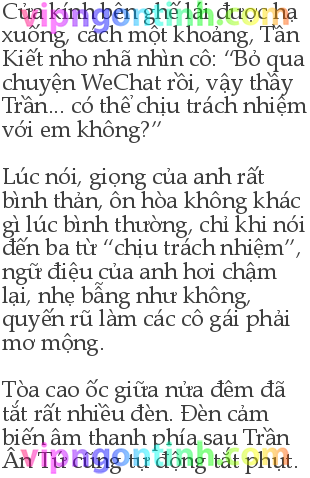 Cửa kính bên ghế lái được hạ
xuống, cách một khoảng, Tân
Kiết nho nhã nhìn cô: “Bỏ qua
chuyện WeChat rồi, vậy thầy
Trần... có thể chịu trách nhiệm
với em không?”
Lúc nói, giọng của anh rất
bình thản, ôn hòa không khác
gì lúc bình thường, chỉ khi nói
đến ba từ “chịu trách nhiệm”,
ngữ điệu của anh hơi chậm
lại, nhẹ bẫng như không,
quyến rũ làm các cô gái phải
mơ mộng.
Tòa cao ốc giữa nửa đêm đã
tắt rất nhiều đèn. Đèn cảm
biến âm thanh phía sau Trần
Ân Tứ cũng tự động tắt phụt.
vipngontinh.com
vipngontinh.com